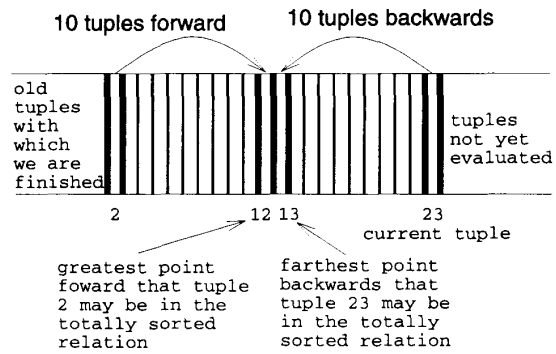 10 tuples forward
10 tuples backwards
old
tuples
with
which
we are
finished
tuples
not yet
evaluated
2
12 13
23
current tuple
greatest point
foward that tuple
2 may be in the
totally sorted
relation
farthest point
backwards that
tuple 23 may be
in the totally
sorted relation